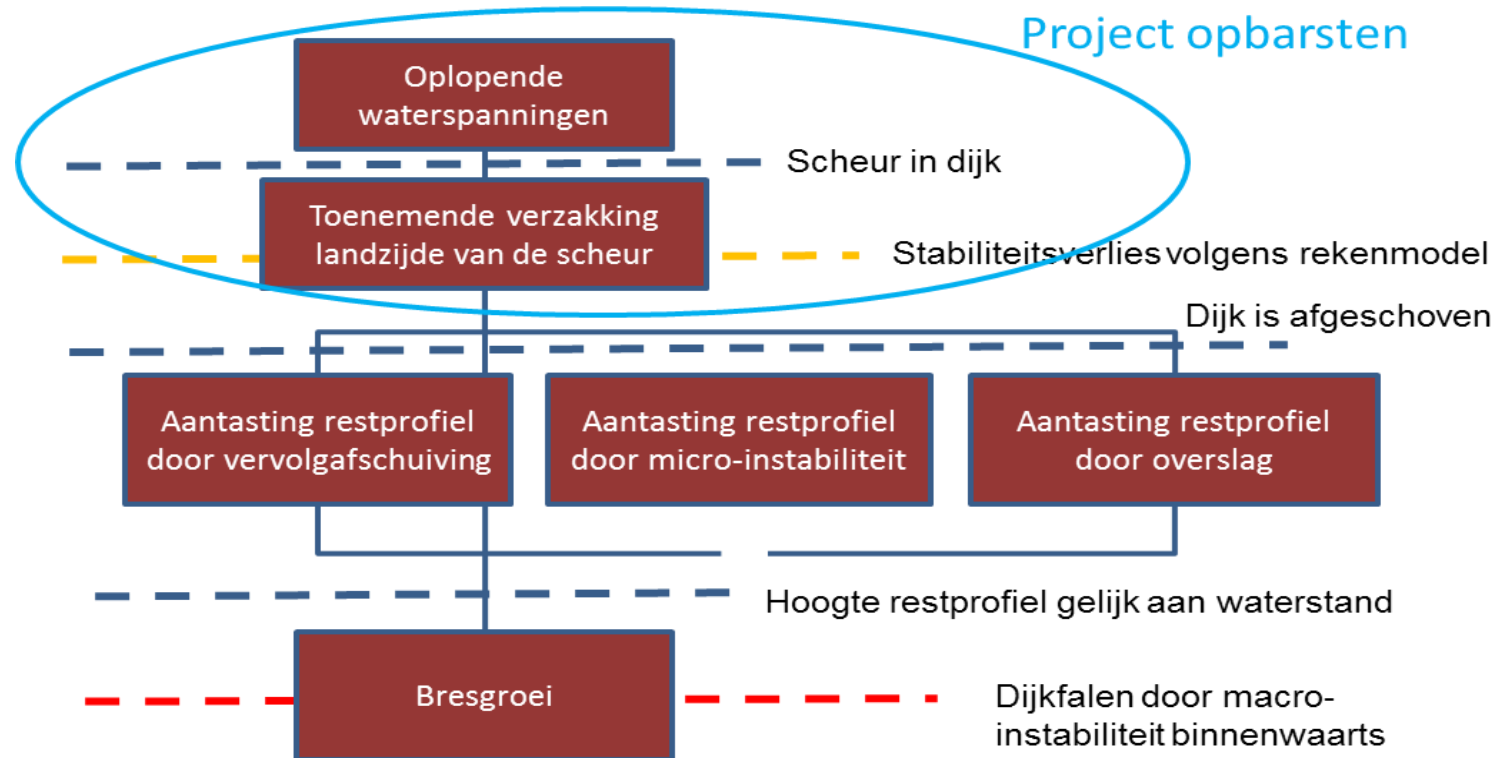 Project opbarsten
Oplopende
waterspanningen
Scheur in dijk
Toenemende verzakking
landzijde van de scheur
Stabiliteitsverlies volgens rekenmodel
Dijk is afgeschoven
Aantasting restprofiel
door vervolgafschuiving
Aantasting restprofiel
door micro-instabiliteit
Aantasting restprofiel
door overslag
Hoogte restprofiel gelijk aan waterstand
Bresgroei
Dijkfalen door macro-
instabiliteit binnenwaarts